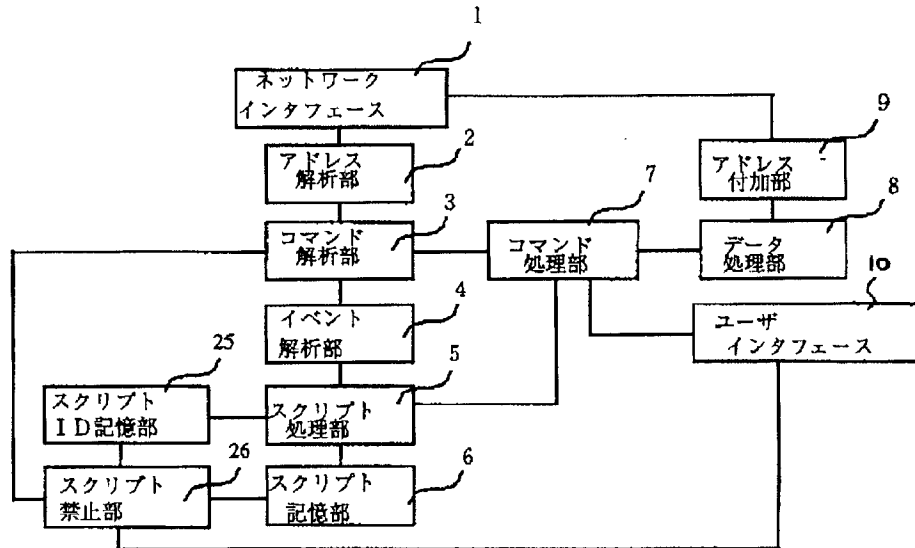 1
ネットワーク
インタフェース
2
アドレス
解析部
9
アドレス
付加部
3
コマンド
解析部
7
コマンド
処理部
8
データ
処理部
4
イベント
解析部
10
ユーザ
インタフェース
25
スクリプト
ID記憶部
5
スクリプト
処理部
26
スクリプト
禁止部
6
スクリプト
記憶部